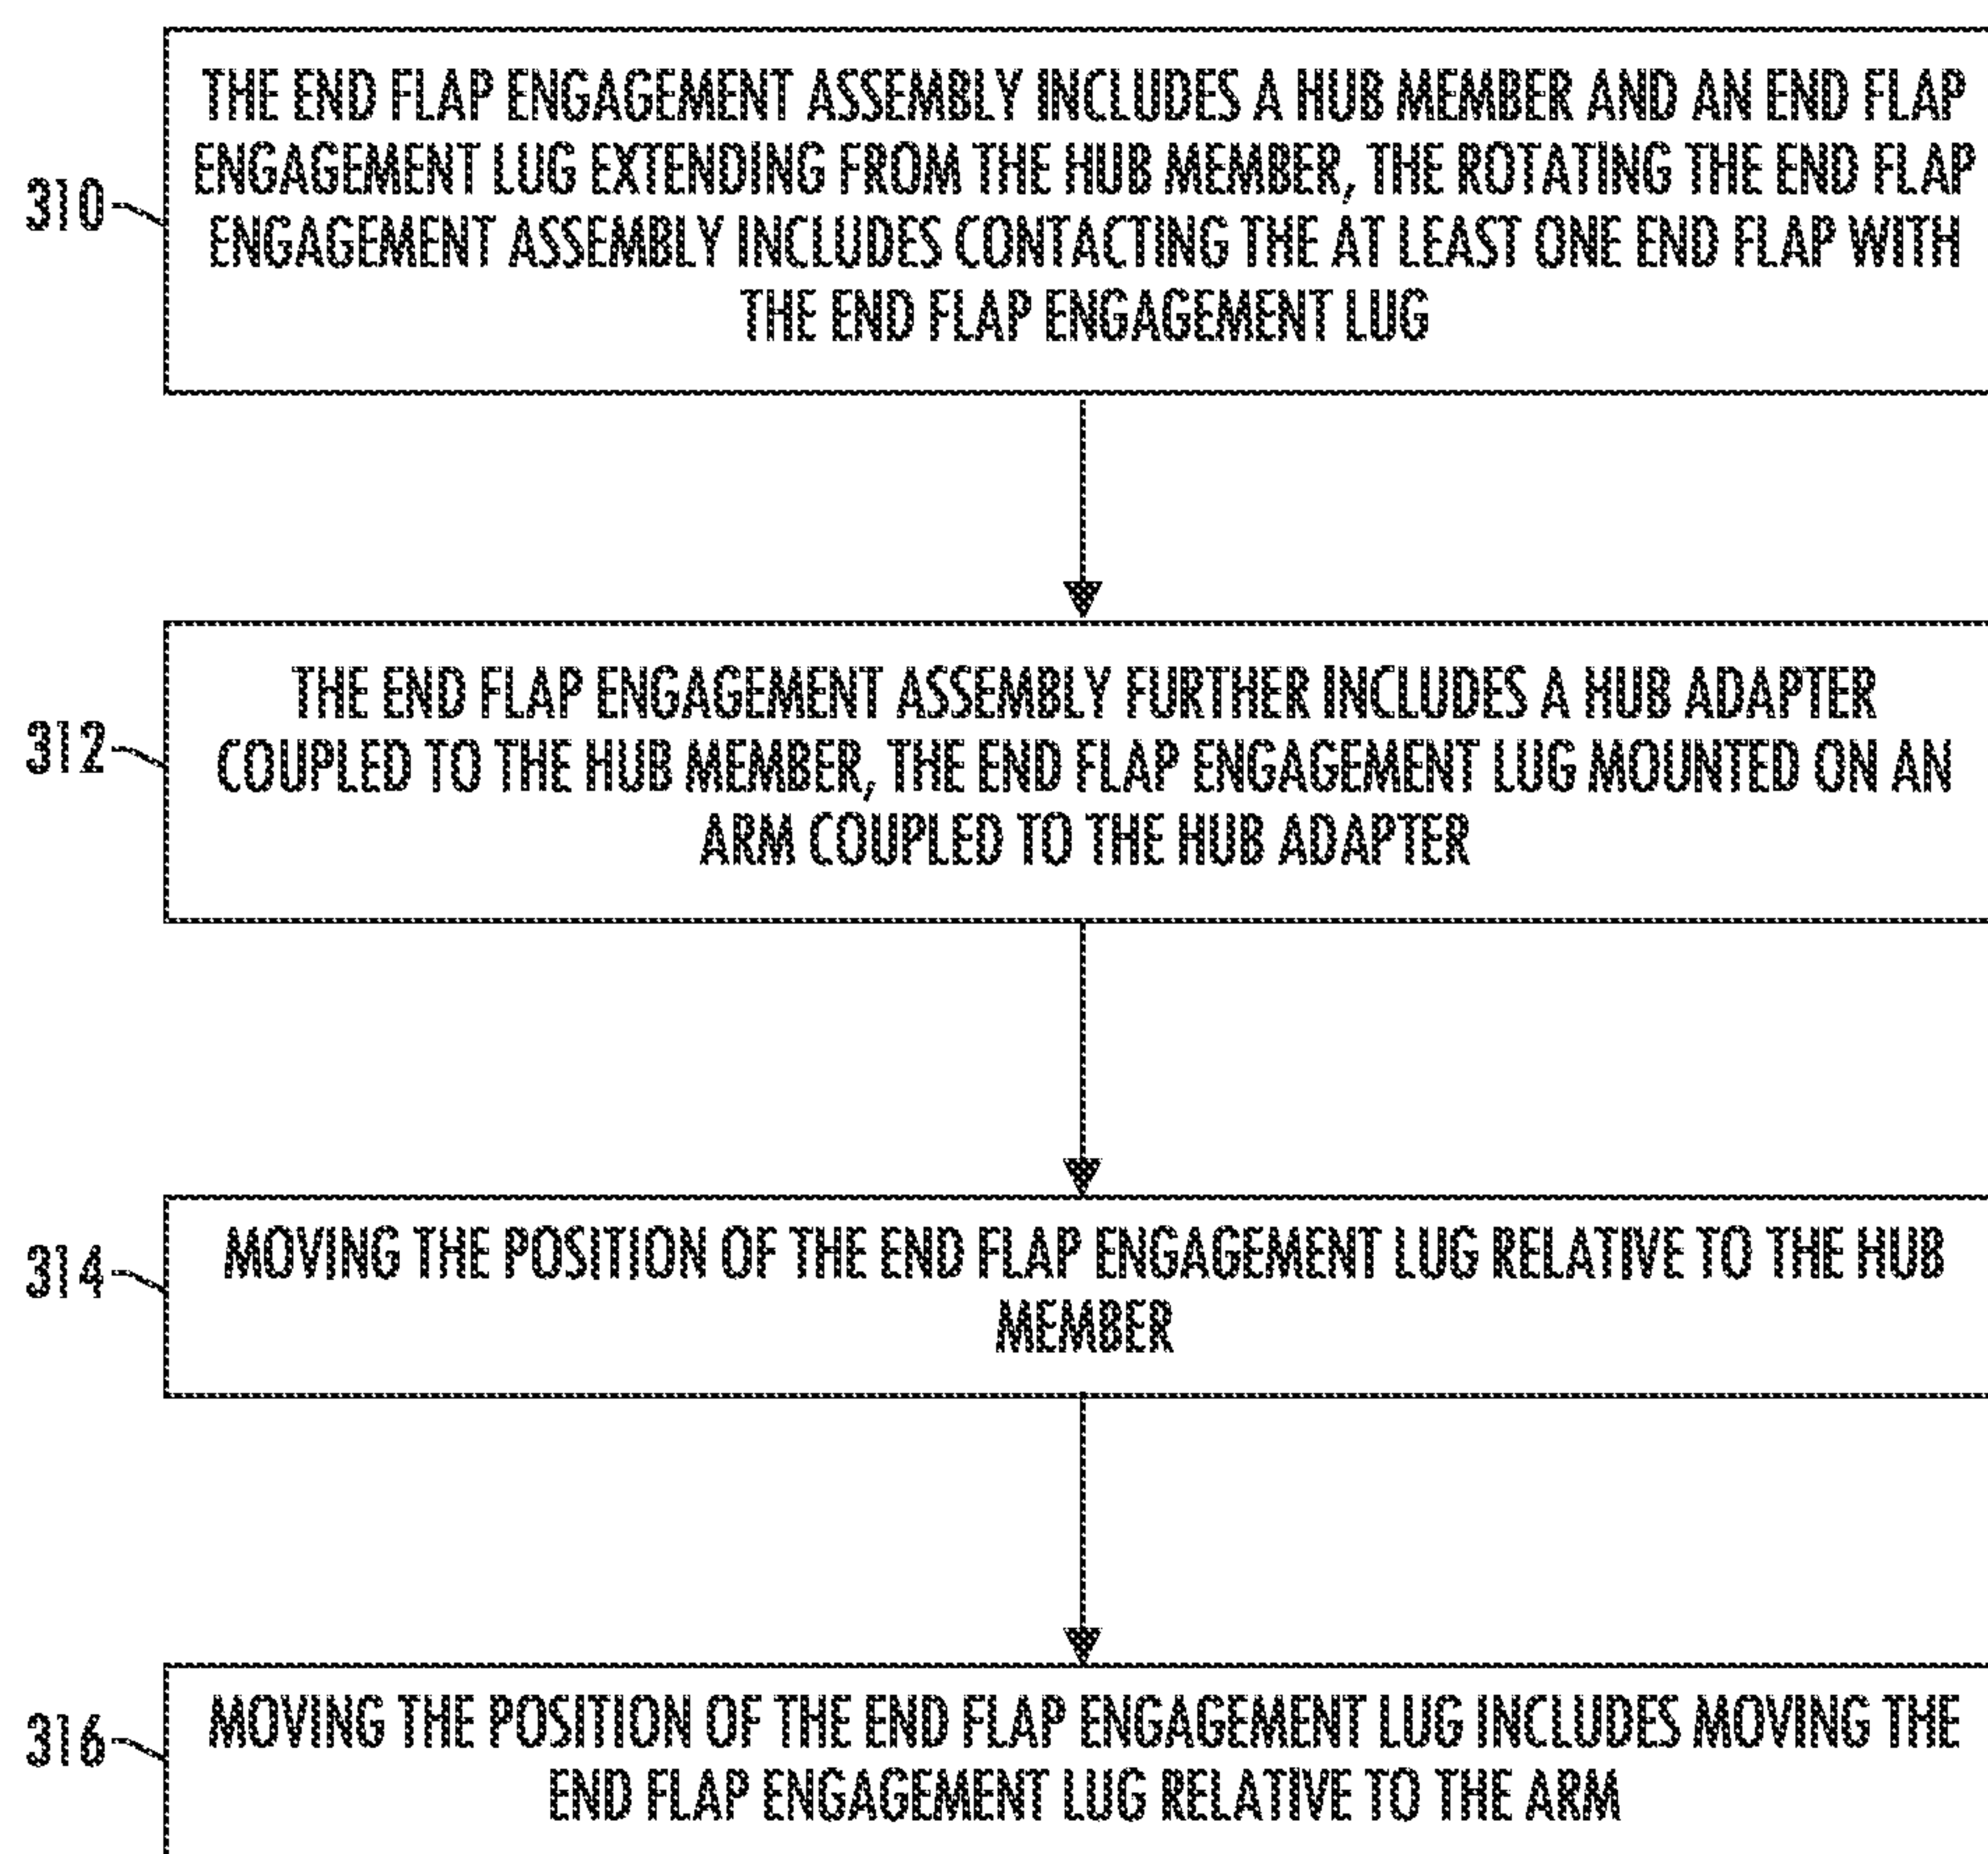 THE END FLAP ENGAGEMENT ASSEMBLY INCLUDES A HUB MEMBER AND AN END FLAP
ENGAGEMENT LUG EXTENDING FROM THE HUB MEMBER, THE ROTATING THE END FLAP
310
ENGAGEMENT ASSEMBLY INCLUDES CONTACTING THE AT LEAST ONE END FLAP WITH
THE END FLAP ENGAGEMENT LUG
THE END FLAP ENGAGEMENT ASSEMBLY FURTHER INCLUDES A HUB ADAPTER
312
COUPLED TO THE HUB MEMBER, THE END FLAP ENGAGEMENT LUG MOUNTED ON AN
ARM COUPLED TO THE HUB ADAPTER
314
MOVING THE POSITION OF THE END FLAP ENGAGEMENT LUG RELATIVE TO THE HUB
MEMBER
316
MOVING THE POSITION OF THE END FLAP ENGAGEMENT LUG INCLUDES MOVING THE
END FLAP ENGAGEMENT LUG RELATIVE TO THE ARM